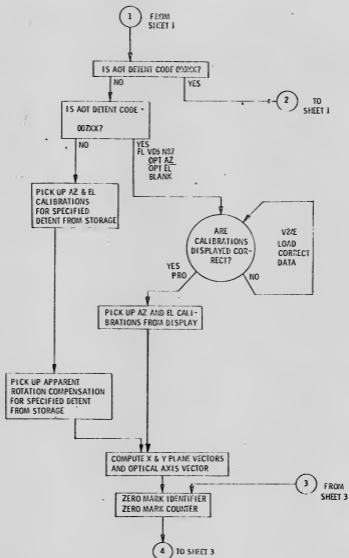 1
FROM
SHEET 1
IS AOT DETENT CODE 000XX?
NO
YES
2
TO
SHEET 1
IS AOT DETENT CODE -
007XX?
NO
YES
FL V05 N87
OPT AZ
OPT EL
BLANK
PICK UP AZ & EL
CALIBRATIONS
FOR SPECIFIED
DETENT FROM STORAGE
ARE
CALIBRATIONS
DISPLAYED COR-
RECT?
V24E
LOAD
CORRECT
DATA
YES
PRO
NO
PICK UP AZ AND EL CALI-
BRATIONS FROM DISPLAY
PICK UP APPARENT
ROTATION COMPENSATION
FOR SPECIFIED DETENT
FROM STORAGE
COMPUTE X & Y PLANE VECTORS
AND OPTICAL AXIS VECTOR
3
FROM
SHEET 3
ZERO MARK IDENTIFIER
ZERO MARK COUNTER
4
TO SHEET 3